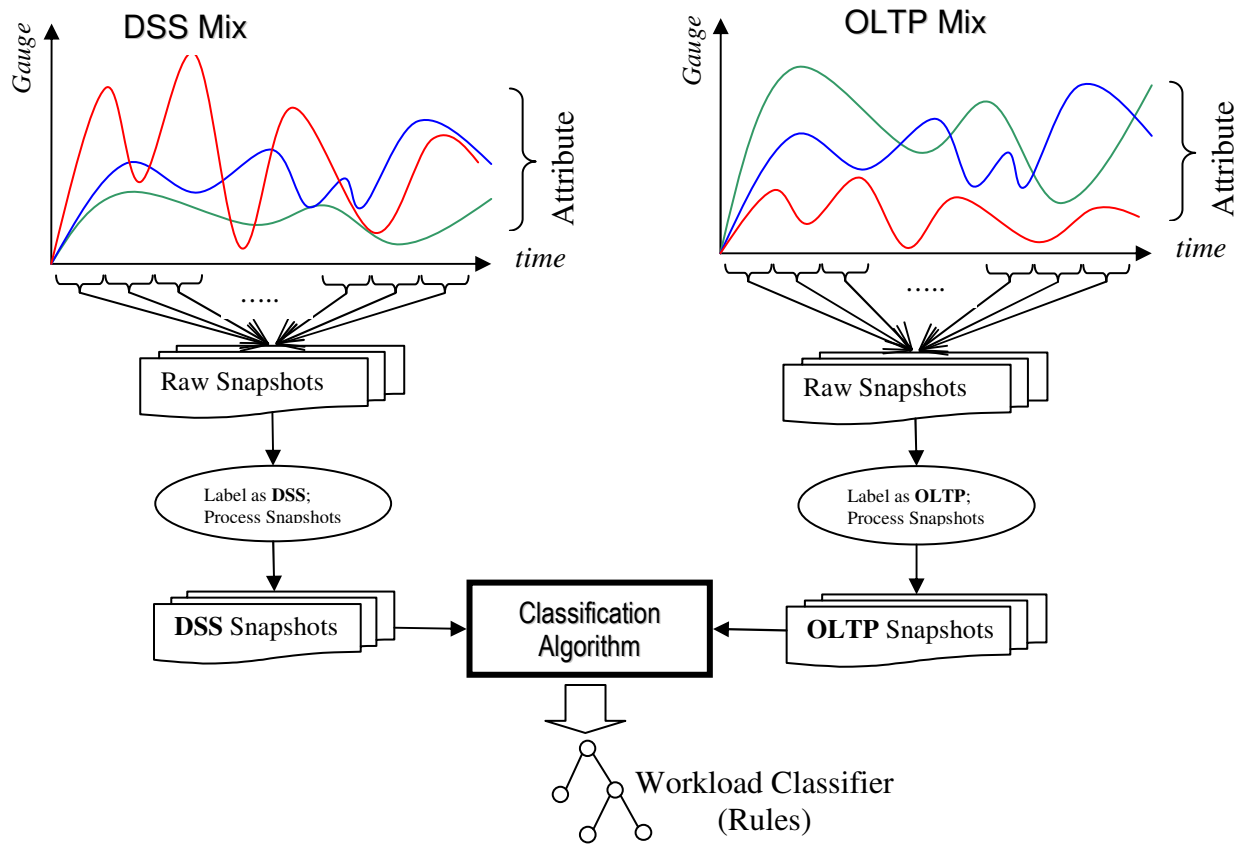 DSS Mix
Gauge
Attribute
time
…..
Raw Snapshots
Label as DSS;
Process Snapshots
DSS Snapshots
OLTP Mix
Gauge
Attribute
time
…..
Raw Snapshots
Label as OLTP;
Process Snapshots
OLTP Snapshots
Classification
Algorithm
Workload Classifier
(Rules)